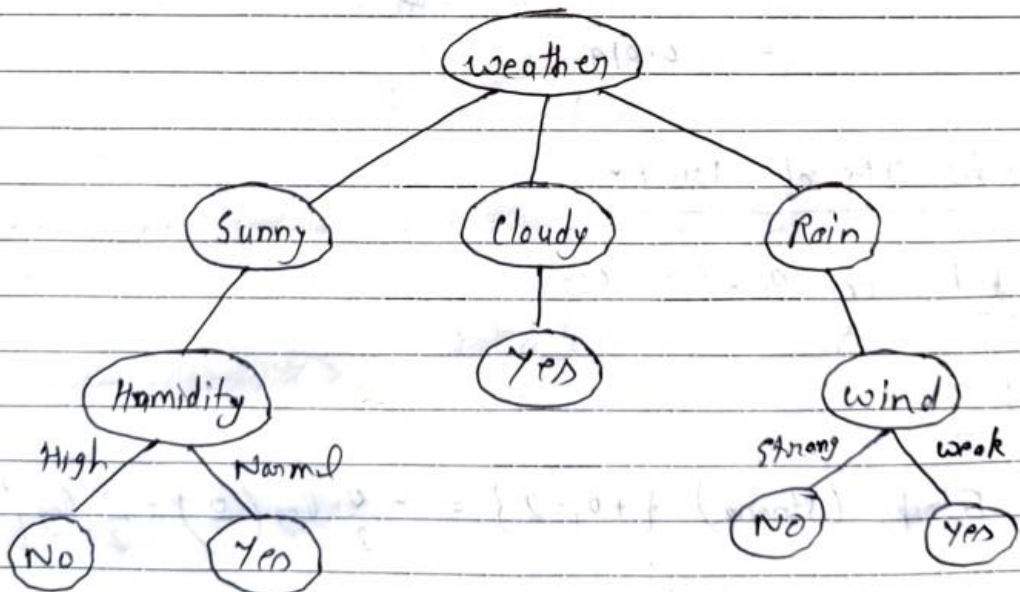 weather
Sunny Cloudy Rain
Yes
Humidity wind
High Normal Strong weak
No Yes NO Yes